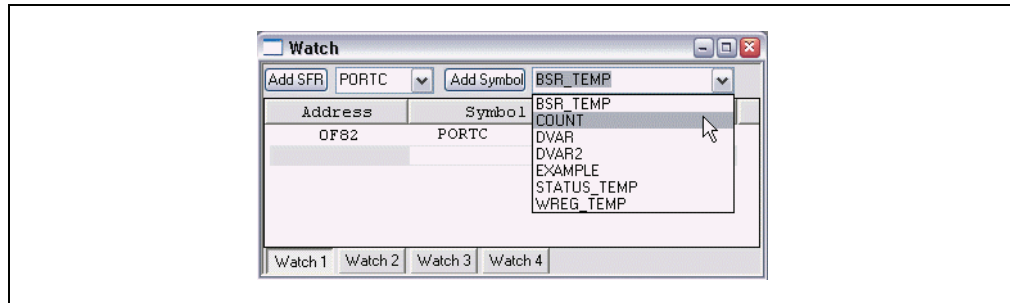 Watch
Add SFR PORTC Add Symbol BSR_TEMP
Address Symbol
0F82 PORTC
BSR_TEMP
COUNT
DVAR
DVAR2
EXAMPLE
STATUS_TEMP
WREG_TEMP
Watch 1 Watch 2 Watch 3 Watch 4